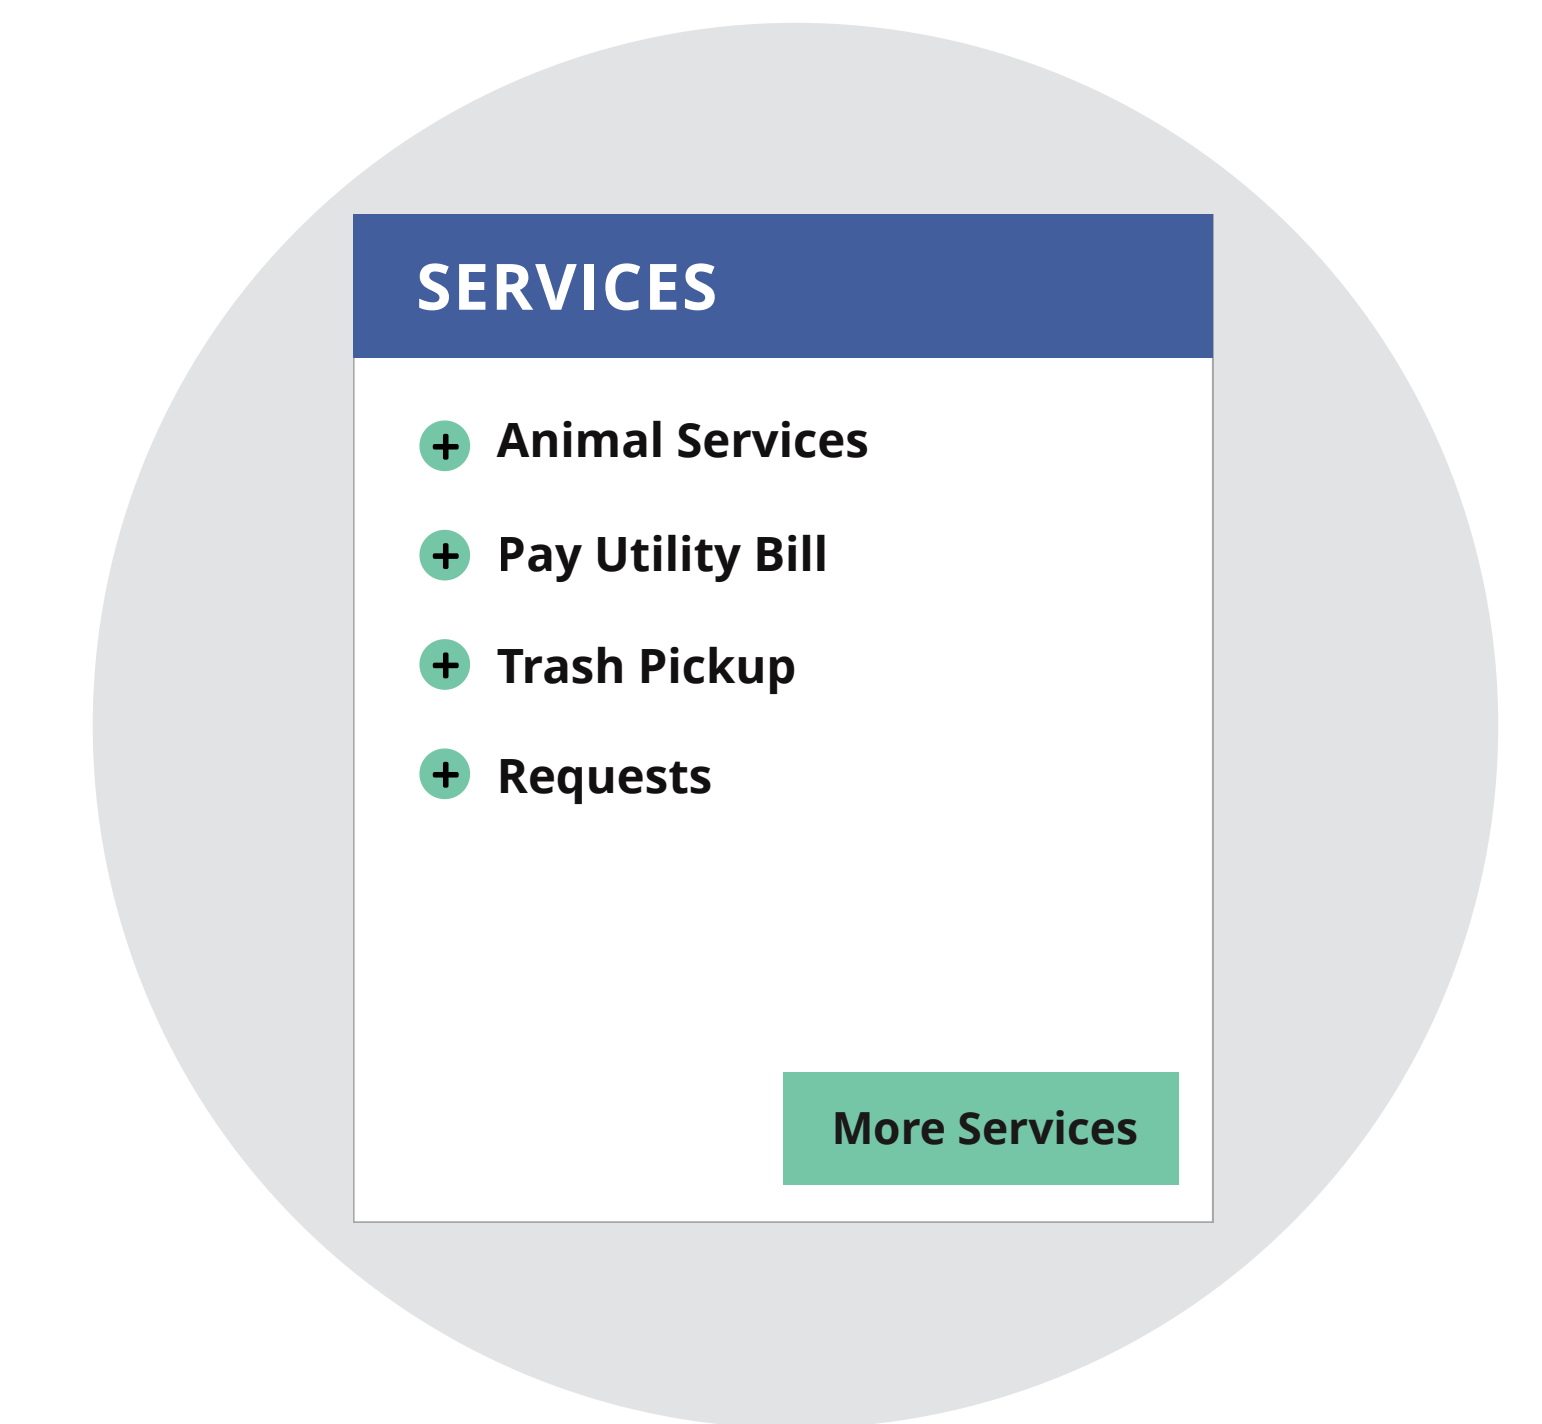 SERVICES
Animal Services
Pay Utility Bill
Trash Pickup
Requests
More Services